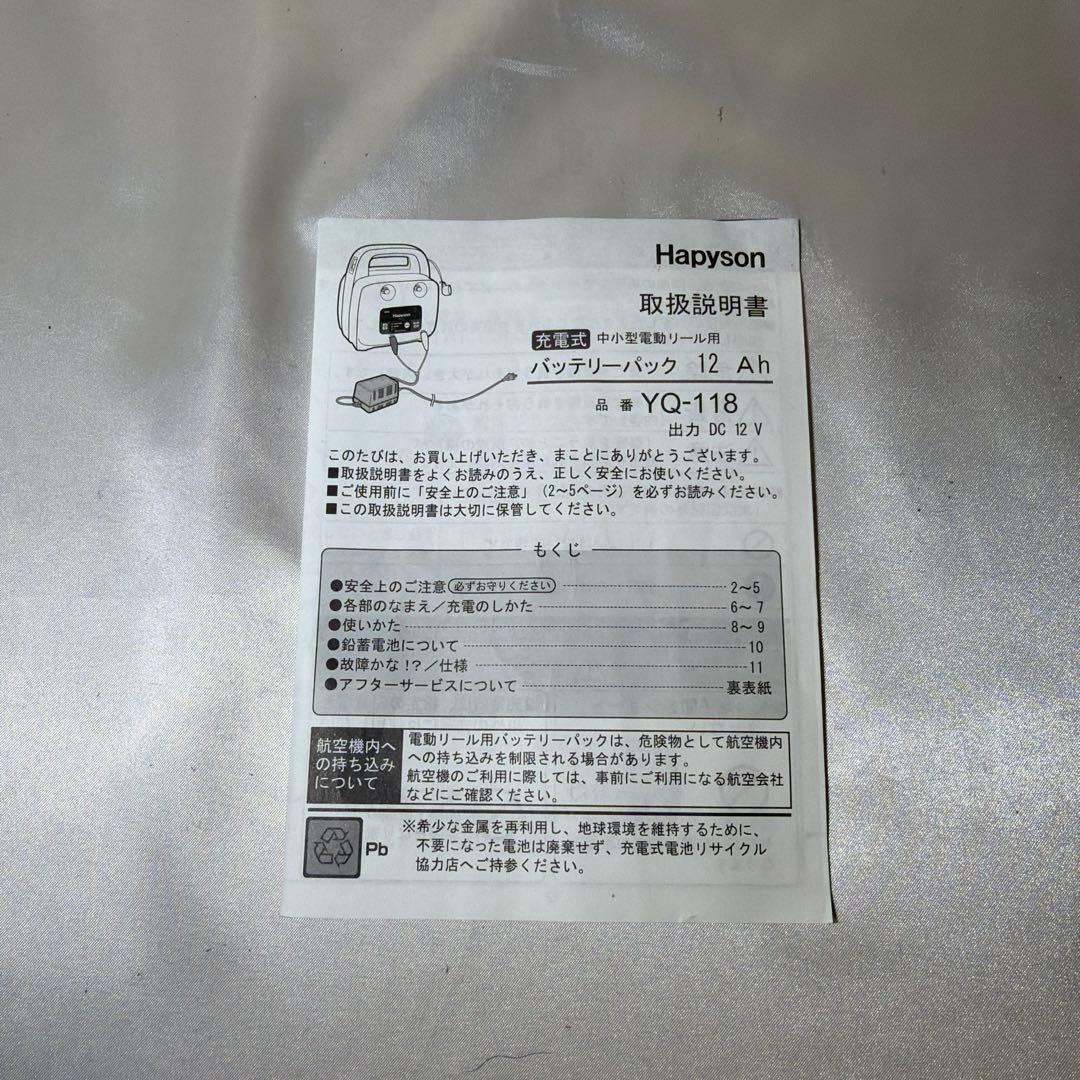 Hapyson
取扱説明書
充電式 中小型電動リール用
バッテリーパック 12 Ah
品番 YQ-118
出力 DC 12 V
このたびは、お買い上げいただき、まことにありがとうございます。
■取扱説明書をよくお読みのうえ、正しく安全にお使いください。
■ご使用前に「安全上のご注意」(2〜5ページ)を必ずお読みください。
■この取扱説明書は大切に保管してください。
もくじ
●安全上のご注意 必ずお守りください 2〜5
●各部のなまえ／充電のしかた 6〜7
●使いかた 8〜9
●鉛蓄電池について 10
●故障かな!?／仕様 11
●アフターサービスについて 裏表紙
航空機内へ
の持ち込み
について
電動リール用バッテリーパックは、危険物として航空機内
への持ち込みを制限される場合があります。
航空機のご利用に際しては、事前にご利用になる航空会社
などにご確認ください。
Pb
※希少な金属を再利用し、地球環境を維持するために、
不要になった電池は廃棄せず、充電式電池リサイクル
協力店へご持参ください。